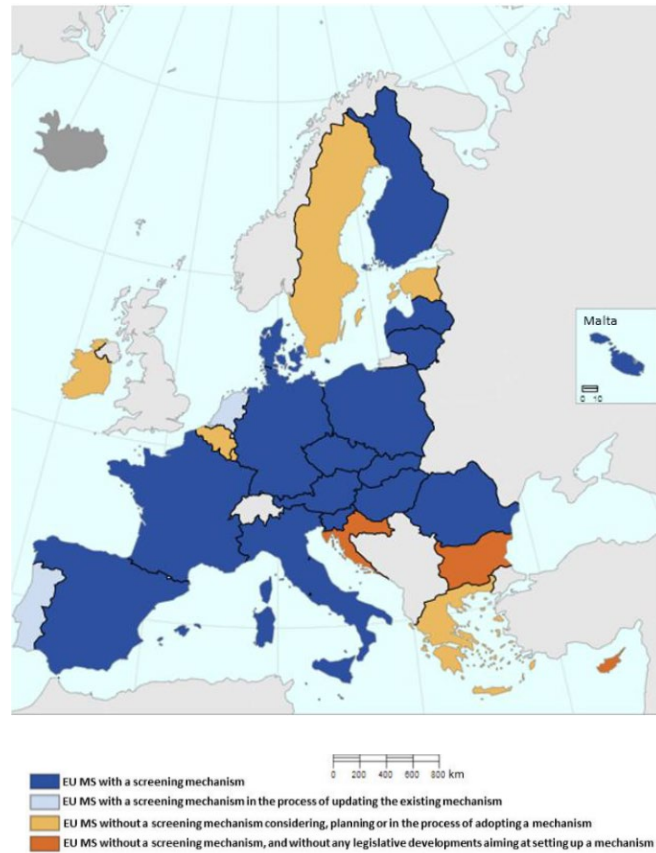 Malta
0 10
0 200 400 600 800 km
EU MS with a screening mechanism
EU MS with a screening mechanism in the process of updating the existing mechanism
EU MS without a screening mechanism considering, planning or in the process of adopting a mechanism
EU MS without a screening mechanism, and without any legislative developments aiming at setting up a mechanism